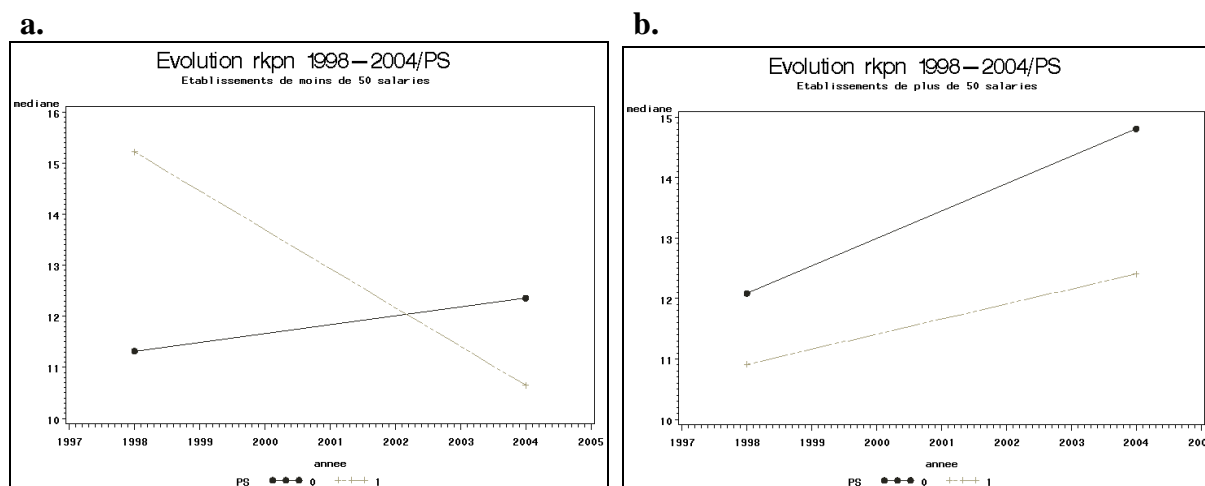 a.
Evolution rkpn 1998–2004/PS
Etablissements de moins de 50 salaries
mediane
16
15
14
13
12
11
10
1997 1998 1999 2000 2001 2002 2003 2004 2005
annee
PS 0 1
b.
Evolution rkpn 1998–2004/PS
Etablissements de plus de 50 salaries
mediane
15
14
13
12
11
10
1997 1998 1999 2000 2001 2002 2003 2004 200
annee
PS 0 1